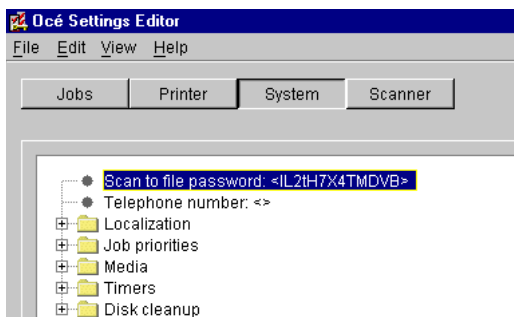 Océ Settings Editor
File Edit View Help
Jobs Printer System Scanner
Scan to file password: <IL2tH7X4TMDVB>
Telephone number: <>
Localization
Job priorities
Media
Timers
Disk cleanup